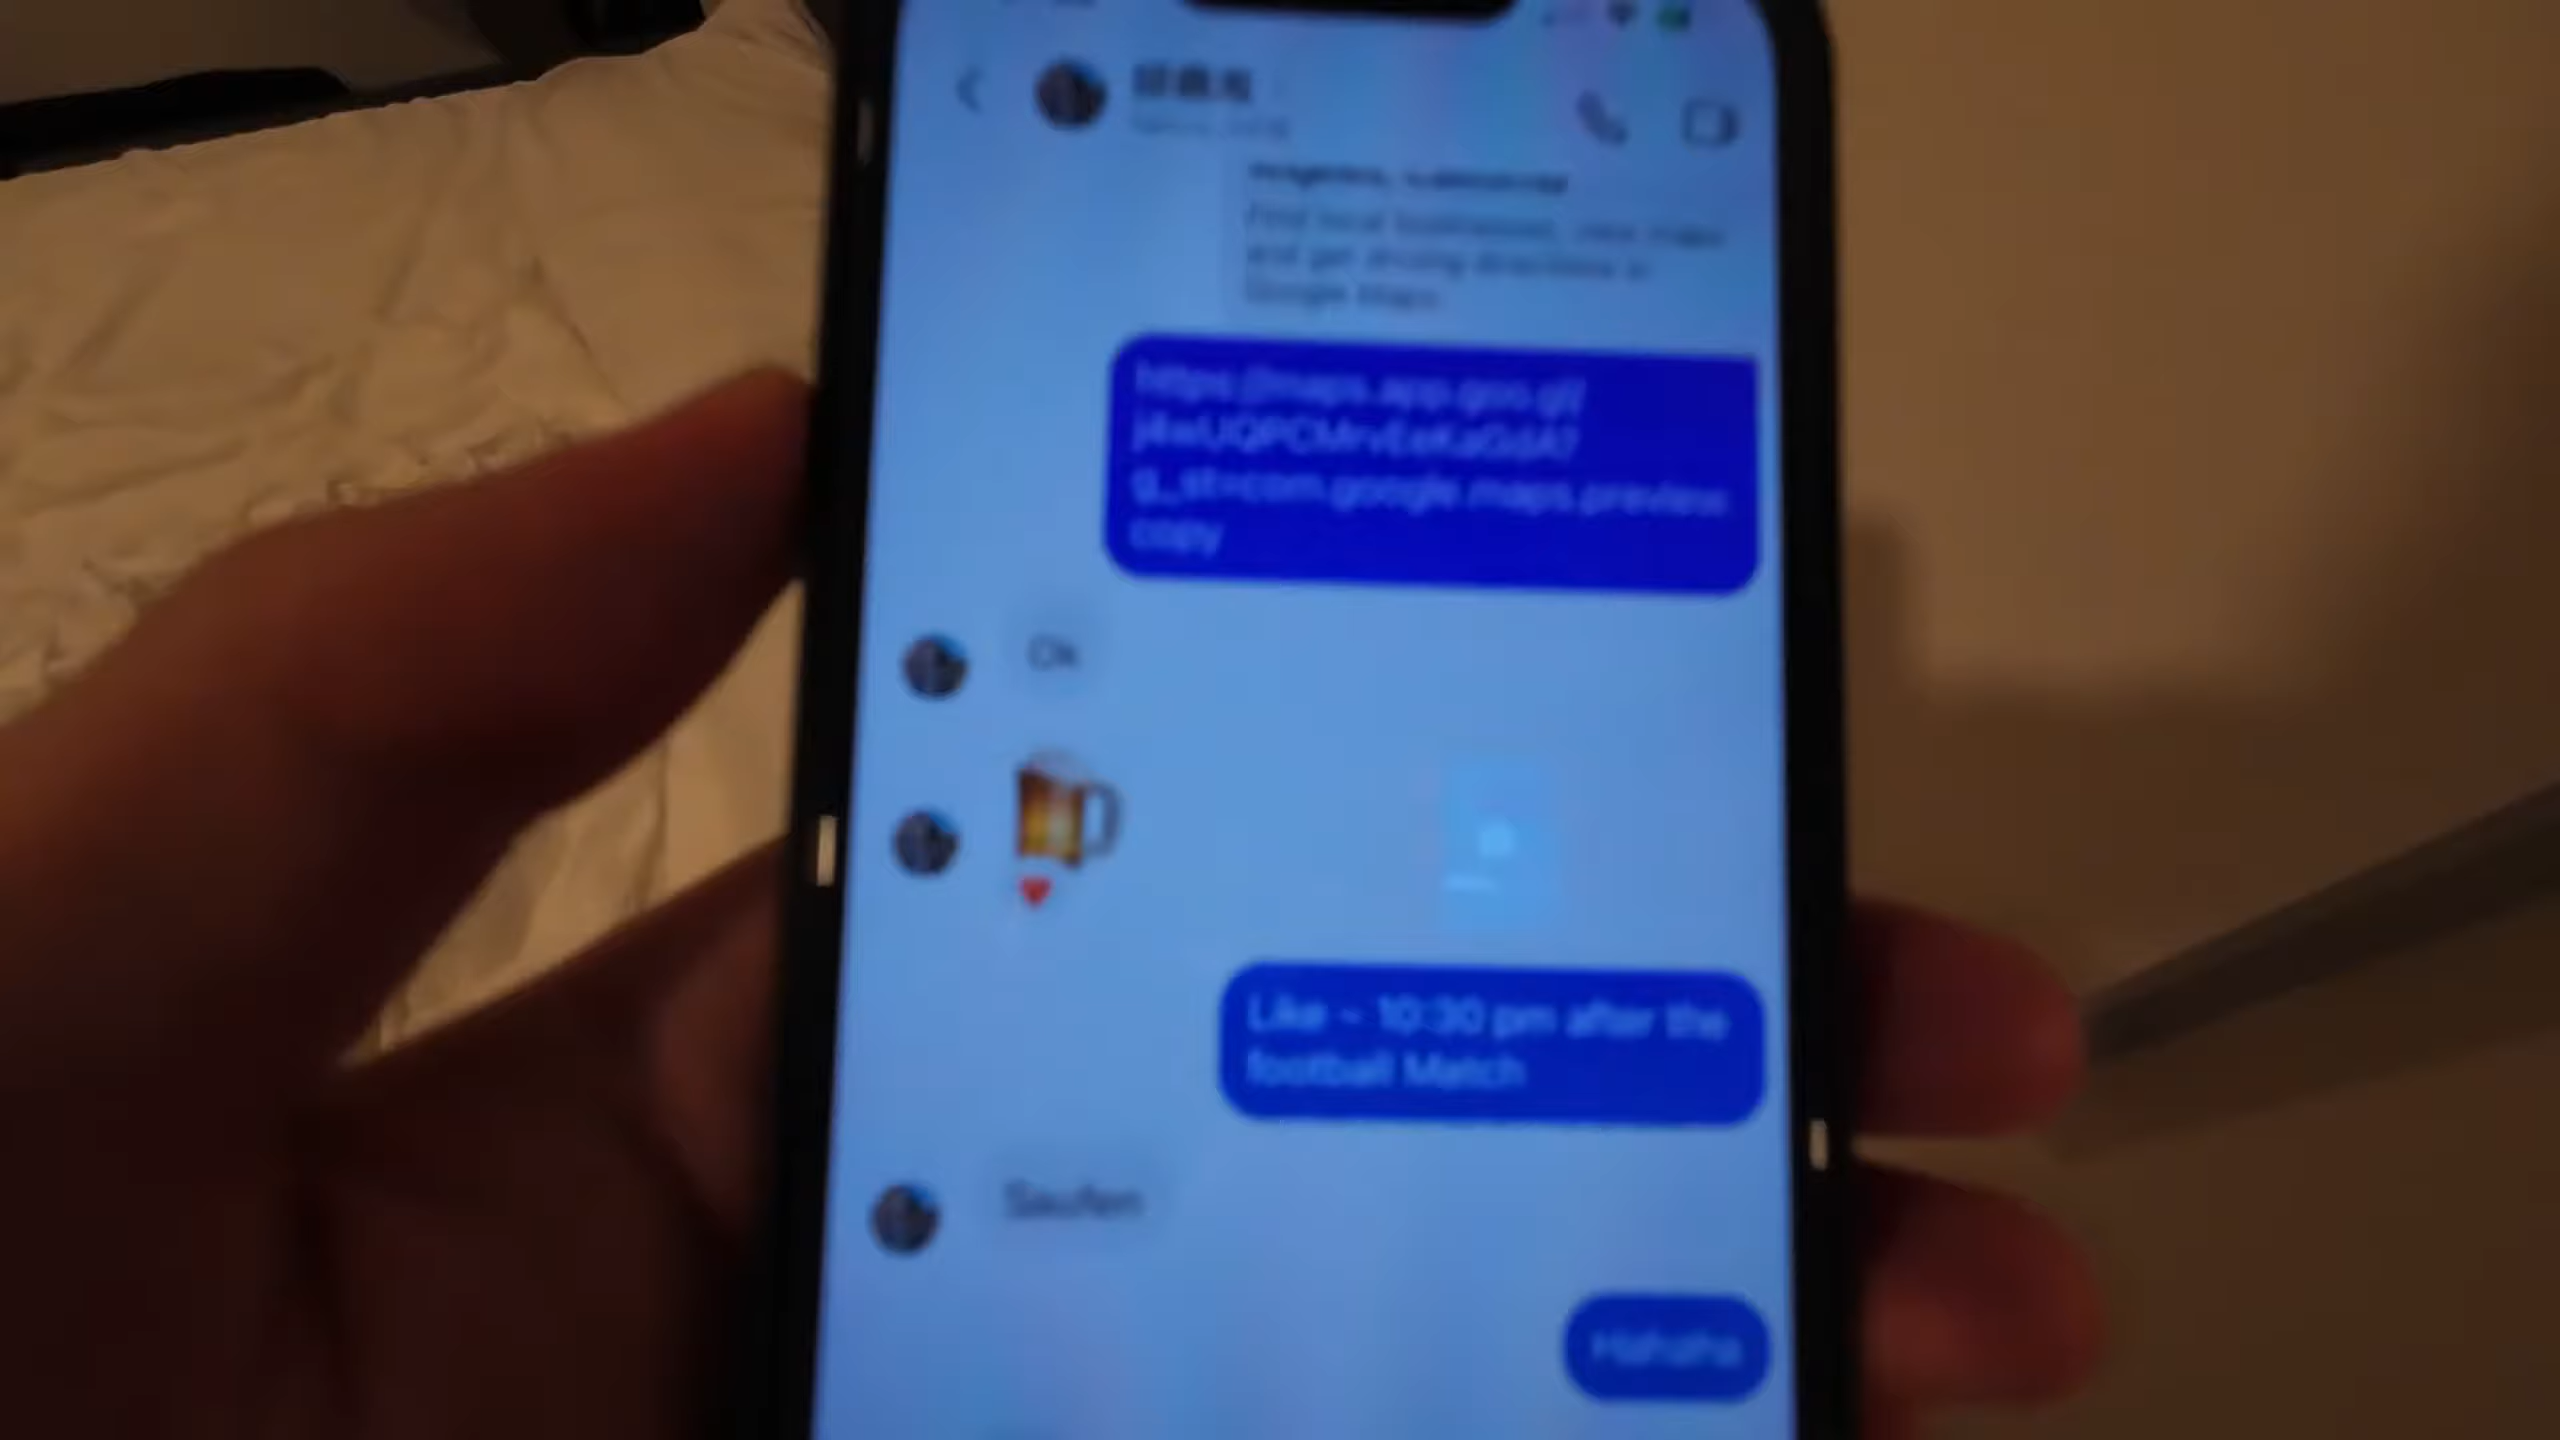 Find local businesses, view maps
and get driving directions in
Google Maps.
https://maps.app.goo.gl/
g_st=com.google.maps.preview
copy
Ok
Like ~ 10:30 pm after the
football Match
Saufen
Hahaha